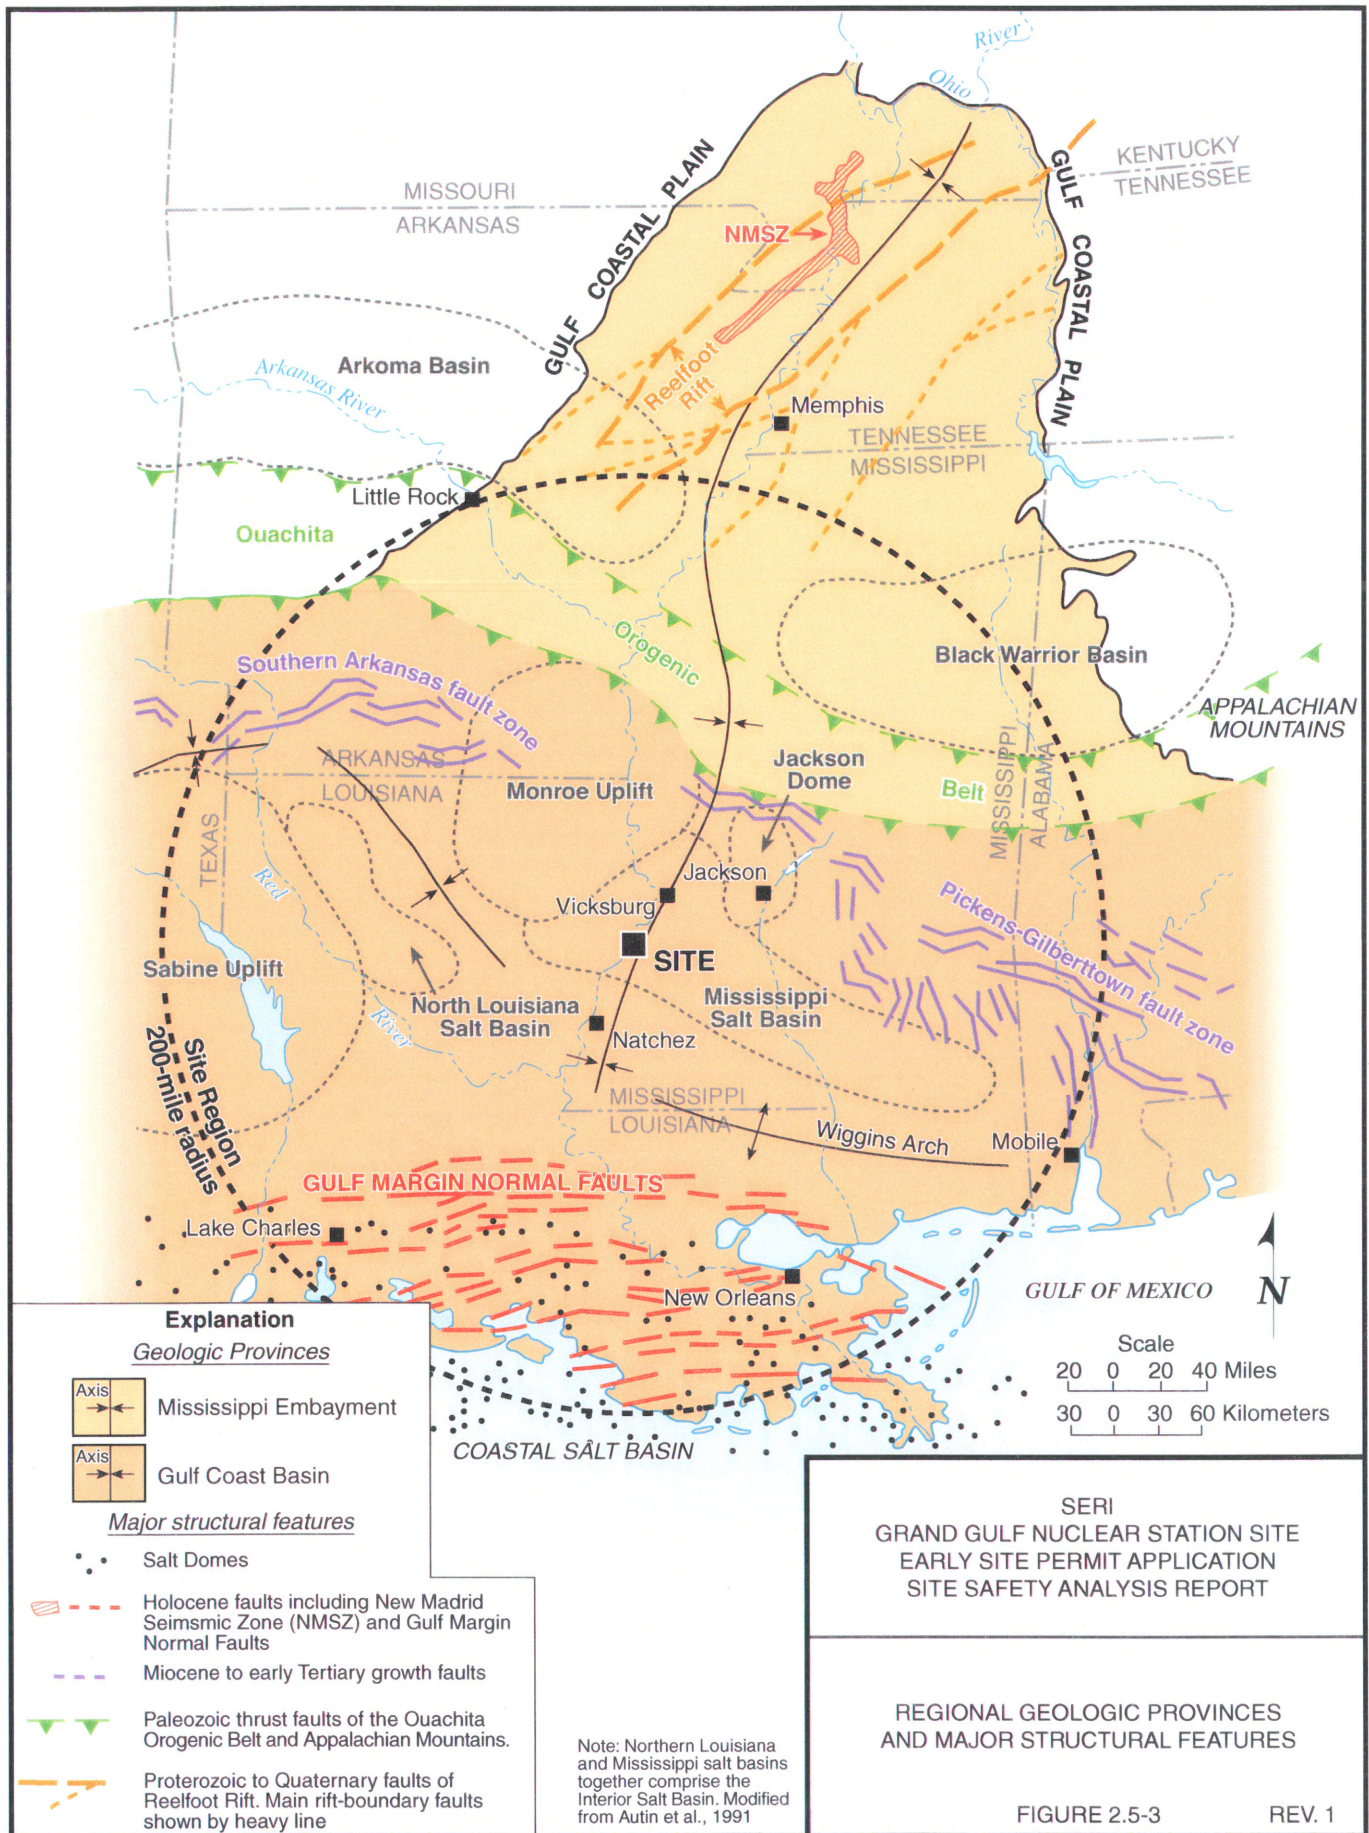 River
Ohio
KENTUCKY
TENNESSEE
GULF COASTAL PLAIN
GULF COASTAL PLAIN
MISSOURI
ARKANSAS
NMSZ
Arkoma Basin
Arkansas River
Reelfoot
Rift
Memphis
TENNESSEE
MISSISSIPPI
Little Rock
Ouachita
Orogenic
Black Warrior Basin
Southern Arkansas fault zone
APPALACHIAN
MOUNTAINS
ARKANSAS
LOUISIANA
Monroe Uplift
Jackson
Dome
Belt
MISSISSIPPI
ALABAMA
TEXAS
Red
Jackson
Vicksburg
Pickens-Gilberttown fault zone
SITE
Sabine Uplift
North Louisiana
Salt Basin
Mississippi
Salt Basin
River
Natchez
Site Region
200-mile radius
MISSISSIPPI
LOUISIANA
Wiggins Arch
Mobile
GULF MARGIN NORMAL FAULTS
Lake Charles
New Orleans
GULF OF MEXICO
N
COASTAL SALT BASIN
Scale
20 0 20 40 Miles
30 0 30 60 Kilometers
Explanation
Geologic Provinces
Axis
Mississippi Embayment
Axis
Gulf Coast Basin
Major structural features
Salt Domes
Holocene faults including New Madrid
Seimsmic Zone (NMSZ) and Gulf Margin
Normal Faults
Miocene to early Tertiary growth faults
Paleozoic thrust faults of the Ouachita
Orogenic Belt and Appalachian Mountains.
Proterozoic to Quaternary faults of
Reelfoot Rift. Main rift-boundary faults
shown by heavy line
Note: Northern Louisiana
and Mississippi salt basins
together comprise the
Interior Salt Basin. Modified
from Autin et al., 1991
SERI
GRAND GULF NUCLEAR STATION SITE
EARLY SITE PERMIT APPLICATION
SITE SAFETY ANALYSIS REPORT
REGIONAL GEOLOGIC PROVINCES
AND MAJOR STRUCTURAL FEATURES
FIGURE 2.5-3 REV. 1